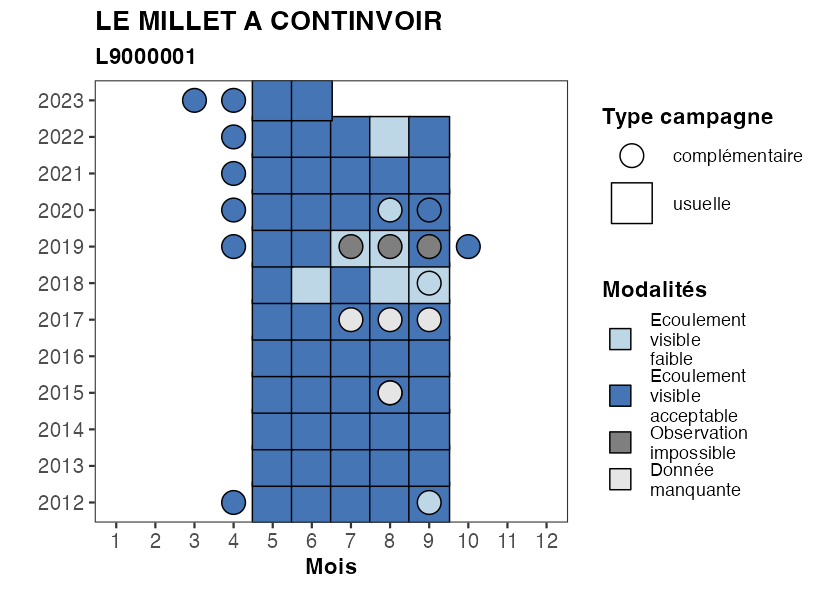 LE MILLET A CONTINVOIR
L9000001
2023
2022
2021
2020
2019
2018
2017
2016
2015
2014
2013
2012
1 2 3 4 5 6 7 8 9 10 11 12
Mois
Type campagne
complémentaire
usuelle
Modalités
Ecoulement
visible
faible
Ecoulement
visible
acceptable
Observation
impossible
Donnée
manquante